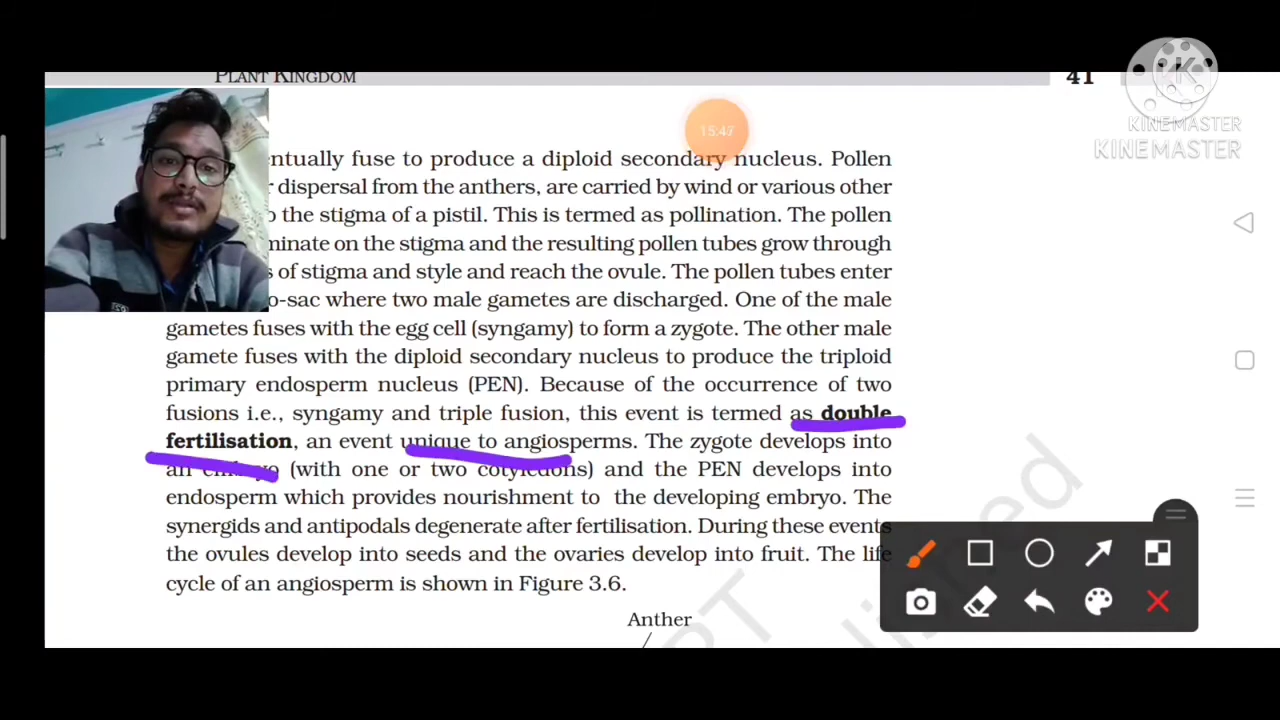 PLANT KINGDOM 41
KINEMASTER
KINEMASTER
15:47
entually fuse to produce a diploid secondary nucleus. Pollen
r dispersal from the anthers, are carried by wind or various other
o the stigma of a pistil. This is termed as pollination. The pollen
minate on the stigma and the resulting pollen tubes grow through
s of stigma and style and reach the ovule. The pollen tubes enter
o-sac where two male gametes are discharged. One of the male
gametes fuses with the egg cell (syngamy) to form a zygote. The other male
gamete fuses with the diploid secondary nucleus to produce the triploid
primary endosperm nucleus (PEN). Because of the occurrence of two
fusions i.e., syngamy and triple fusion, this event is termed as double
fertilisation, an event unique to angiosperms. The zygote develops into
an embryo (with one or two cotyledons) and the PEN develops into
endosperm which provides nourishment to the developing embryo. The
synergids and antipodals degenerate after fertilisation. During these events
the ovules develop into seeds and the ovaries develop into fruit. The life
cycle of an angiosperm is shown in Figure 3.6.
Anther